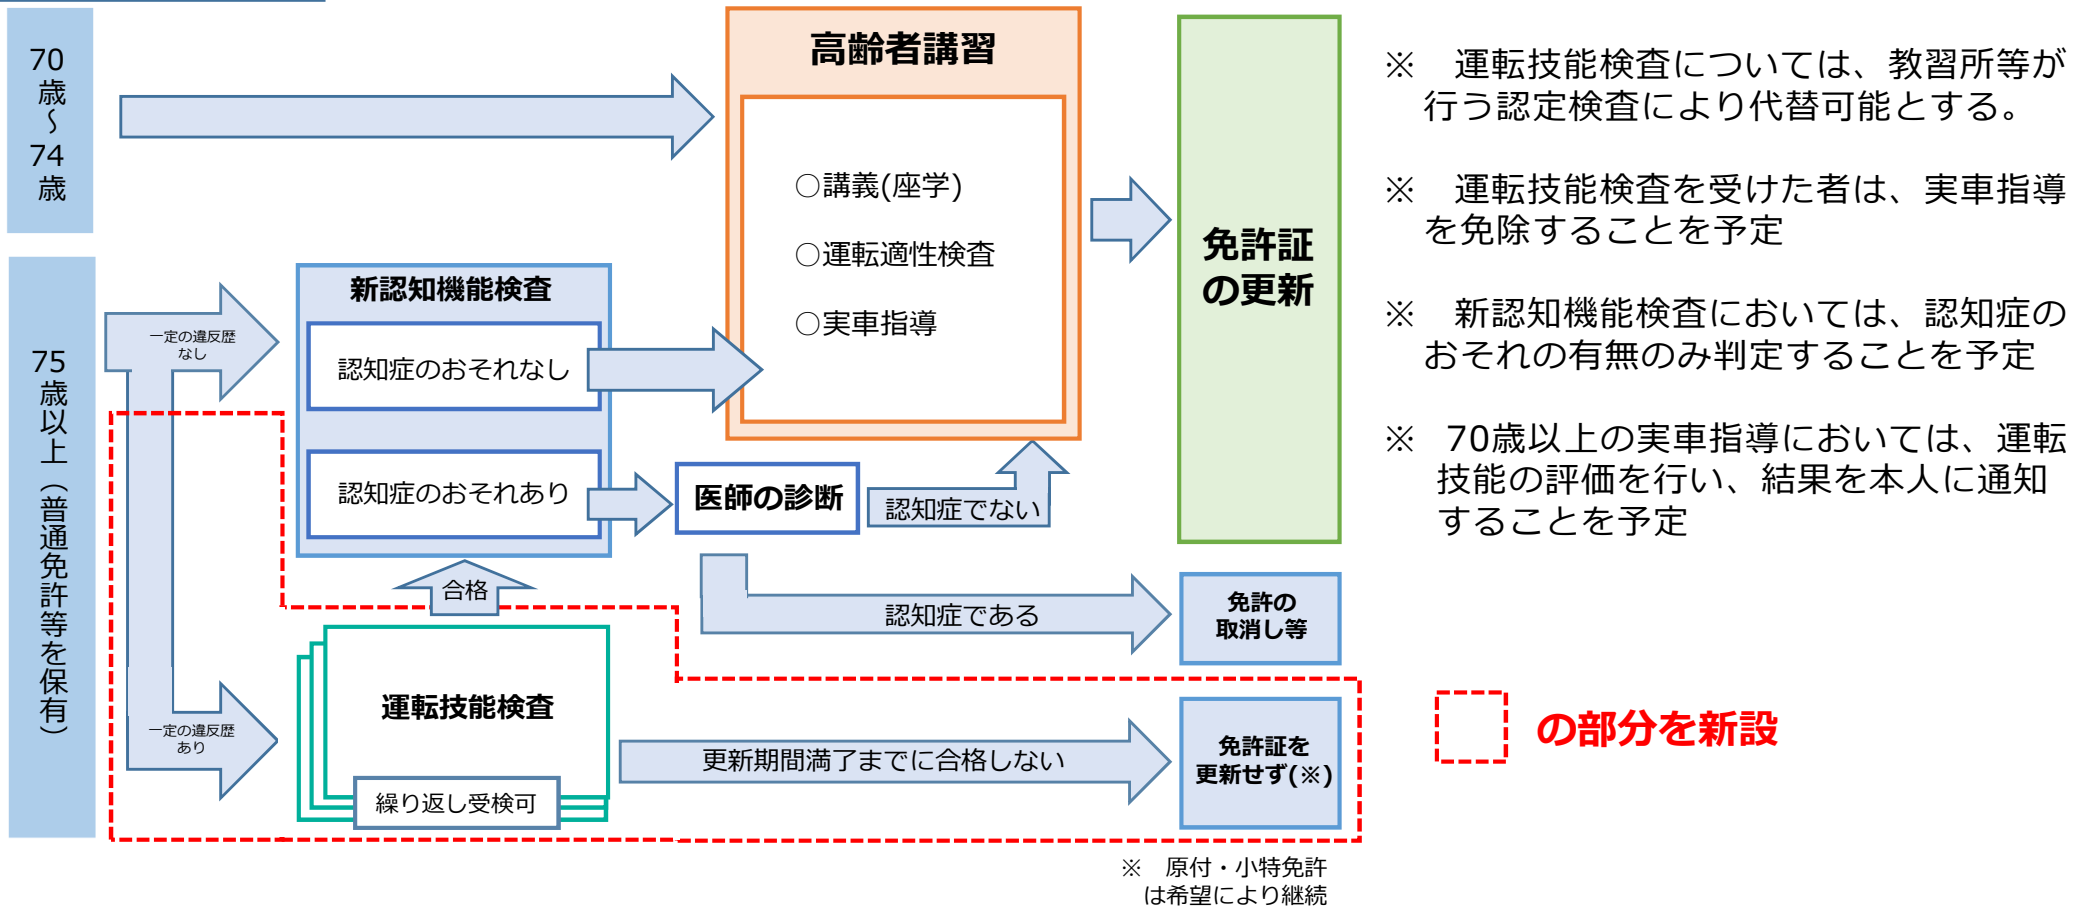 70
歳
～
74
歳
高齢者講習
○講義(座学)
○運転適性検査
○実車指導
免許証
の更新
75
歳
以
上
（
普
通
免
許
等
を
保
有
）
一定の違反歴
なし
新認知機能検査
認知症のおそれなし
認知症のおそれあり
医師の診断
認知症でない
合格
認知症である
免許の
取消し等
一定の違反歴
あり
運転技能検査
繰り返し受検可
更新期間満了までに合格しない
免許証を
更新せず(※)
※　原付・小特免許
は希望により継続
※　運転技能検査については、教習所等が
行う認定検査により代替可能とする。
※　運転技能検査を受けた者は、実車指導
を免除することを予定
※　新認知機能検査においては、認知症の
おそれの有無のみ判定することを予定
※　70歳以上の実車指導においては、運転
技能の評価を行い、結果を本人に通知
することを予定
の部分を新設